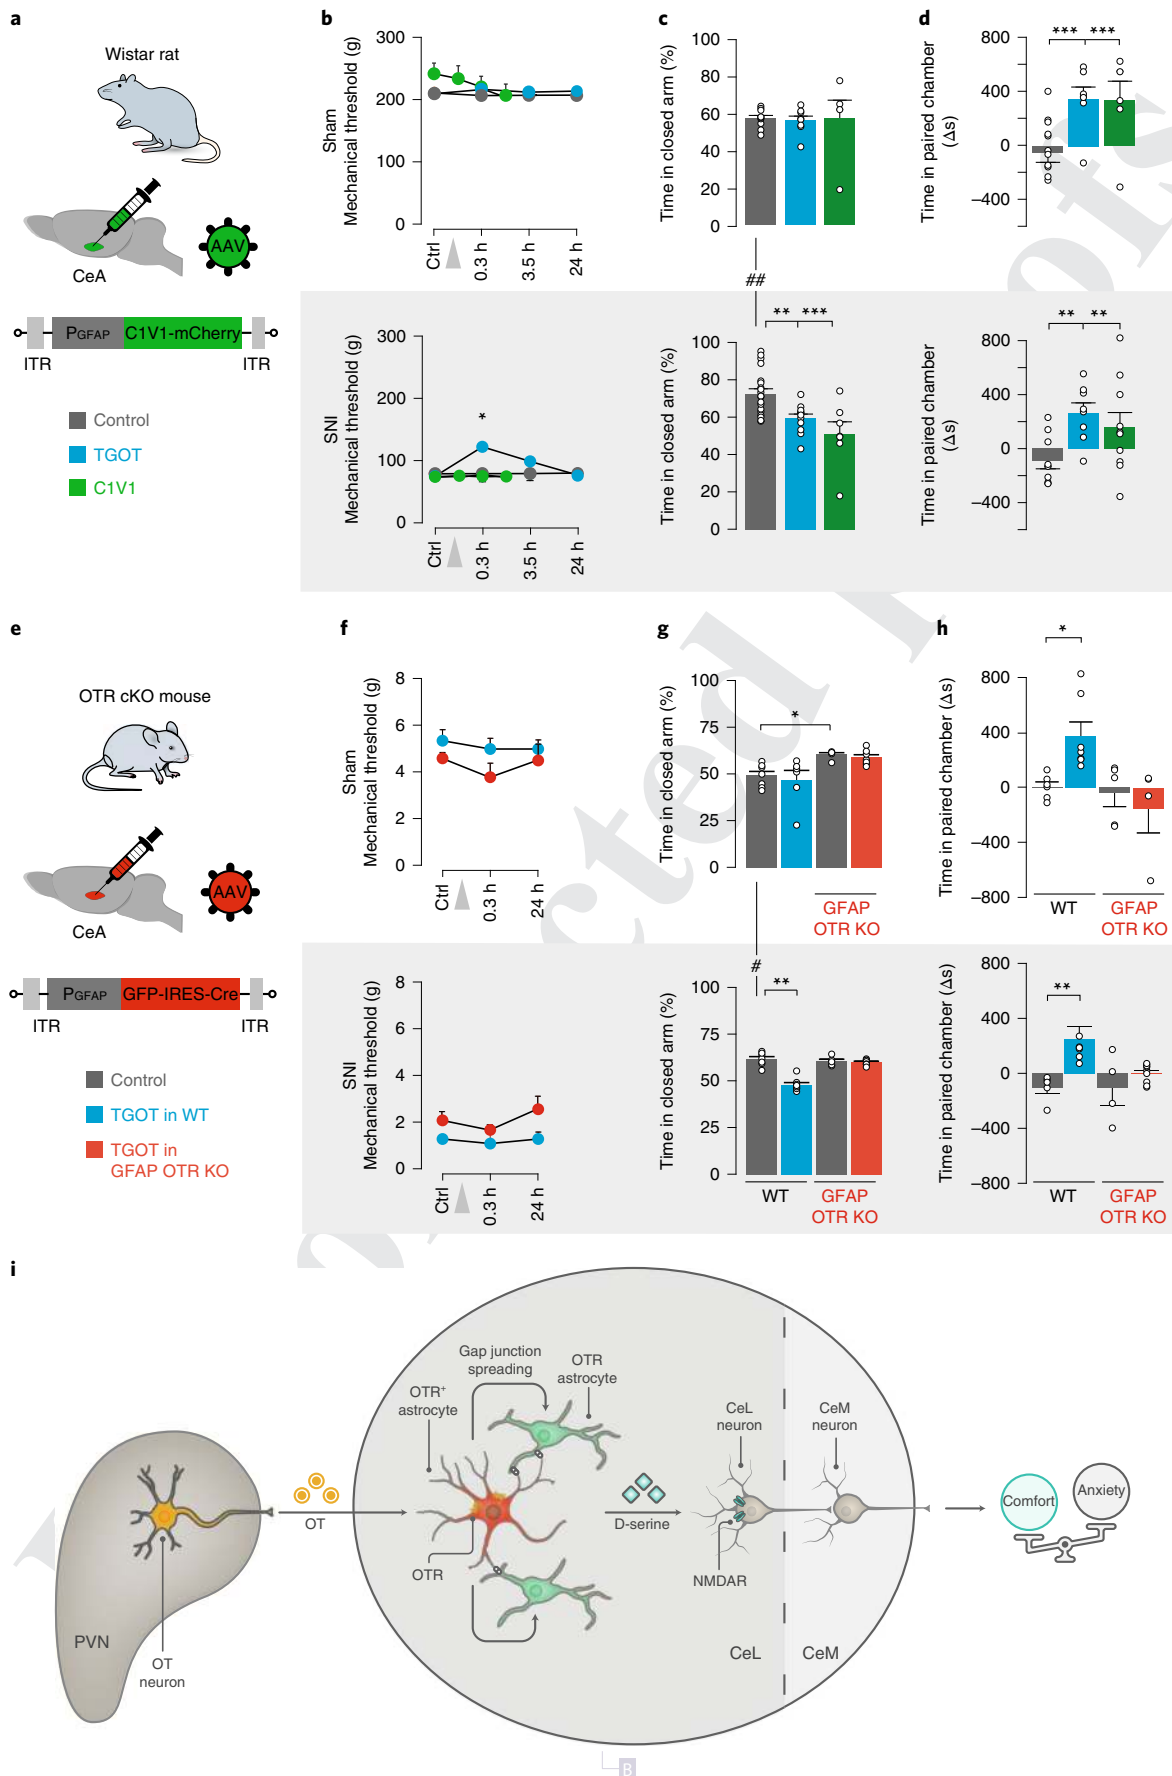 a
Wistar rat
AAV
CeA
PGFAP
C1V1-mCherry
ITR
ITR
Control
TGOT
C1V1
b
Sham
Mechanical threshold (g)
300
200
100
0
Ctrl
0.3 h
3.5 h
24 h
SNI
Mechanical threshold (g)
300
200
100
0
*
Ctrl
0.3 h
3.5 h
24 h
c
Time in closed arm (%)
100
80
60
40
20
0
##
** ***
Time in closed arm (%)
100
80
60
40
20
0
d
*** ***
Time in paired chamber
(Δs)
800
400
0
−400
** **
Time in paired chamber
(Δs)
800
400
0
−400
e
OTR cKO mouse
AAV
CeA
PGFAP
GFP-IRES-Cre
ITR
ITR
Control
TGOT in WT
TGOT in
GFAP OTR KO
f
Sham
Mechanical threshold (g)
8
6
4
2
0
Ctrl
0.3 h
24 h
SNI
Mechanical threshold (g)
8
6
4
2
0
Ctrl
0.3 h
24 h
g
Time in closed arm (%)
100
75
50
25
0
*
GFAP
OTR KO
#
**
Time in closed arm (%)
100
75
50
25
0
WT
GFAP
OTR KO
h
*
Time in paired chamber (Δs)
800
400
0
−400
−800
WT
GFAP
OTR KO
**
Time in paired chamber (Δs)
800
400
0
−400
−800
WT
GFAP
OTR KO
i
PVN
OT
neuron
OT
Gap junction
spreading
OTR
astrocyte
OTR+
astrocyte
OTR
D-serine
CeL
neuron
NMDAR
CeM
neuron
CeL
CeM
Comfort
Anxiety
B